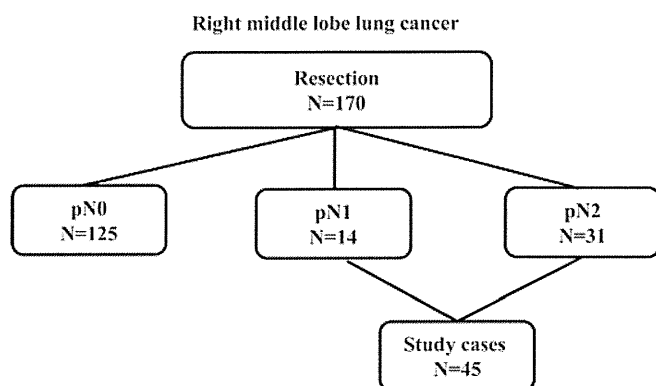 Right middle lobe lung cancer
Resection
N=170
pN0
N=125
pN1
N=14
pN2
N=31
Study cases
N=45